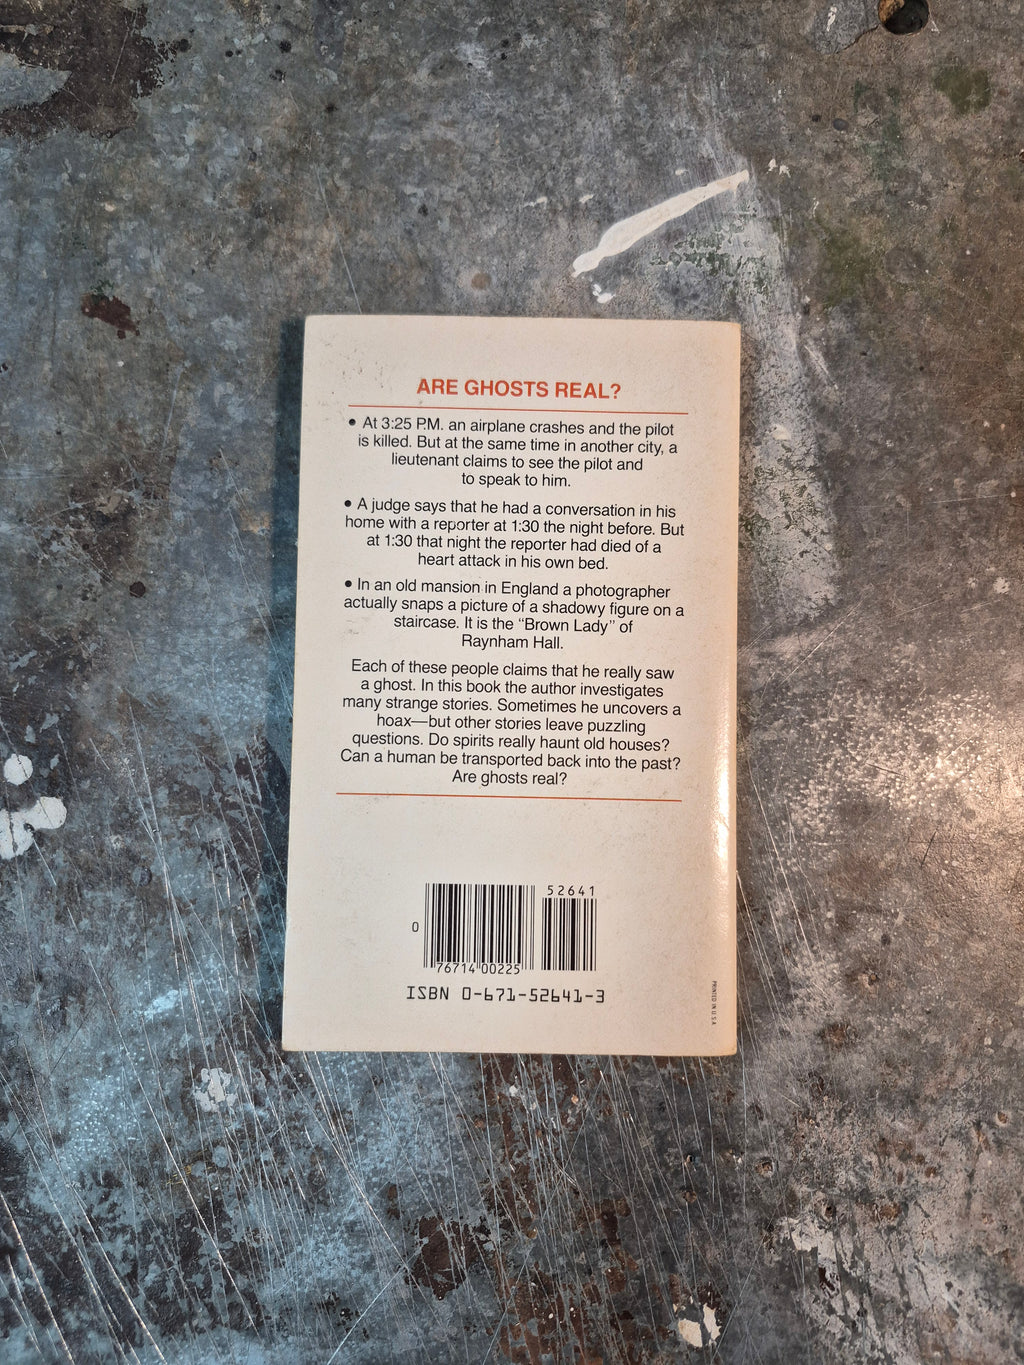 ARE GHOSTS REAL?
• At 3:25 P.M. an airplane crashes and the pilot
is killed. But at the same time in another city, a
lieutenant claims to see the pilot and
to speak to him.
• A judge says that he had a conversation in his
home with a reporter at 1:30 the night before. But
at 1:30 that night the reporter had died of a
heart attack in his own bed.
• In an old mansion in England a photographer
actually snaps a picture of a shadowy figure on a
staircase. It is the “Brown Lady” of
Raynham Hall.
Each of these people claims that he really saw
a ghost. In this book the author investigates
many strange stories. Sometimes he uncovers a
hoax—but other stories leave puzzling
questions. Do spirits really haunt old houses?
Can a human be transported back into the past?
Are ghosts real?
52641
0
76714 00225
ISBN 0-671-52641-3
PRINTED IN U.S.A.